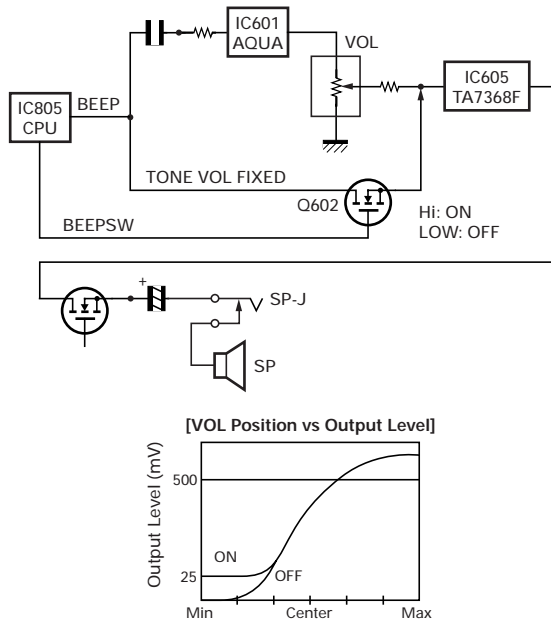 IC601
AQUA
VOL
IC605
TA7368F
IC805
CPU
BEEP
TONE VOL FIXED
Q602
Hi: ON
LOW: OFF
BEEPSW
+
SP-J
SP
[VOL Position vs Output Level]
Output Level (mV)
500
ON
OFF
25
Min
Center
Max